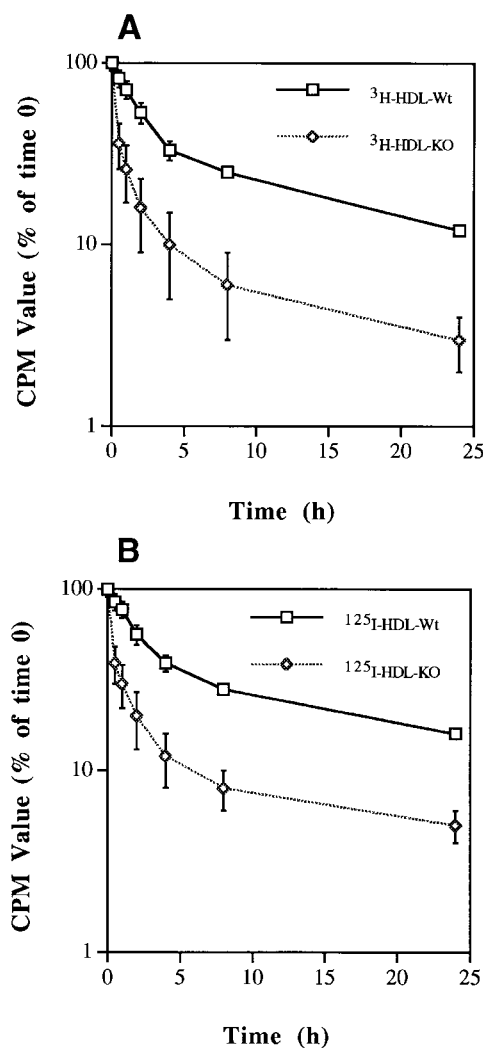 A
CPM Value (% of time 0)
100
10
1
³H-HDL-Wt
³H-HDL-KO
0 5 10 15 20 25
Time (h)
B
CPM Value (% of time 0)
100
10
1
¹²⁵I-HDL-Wt
¹²⁵I-HDL-KO
0 5 10 15 20 25
Time (h)